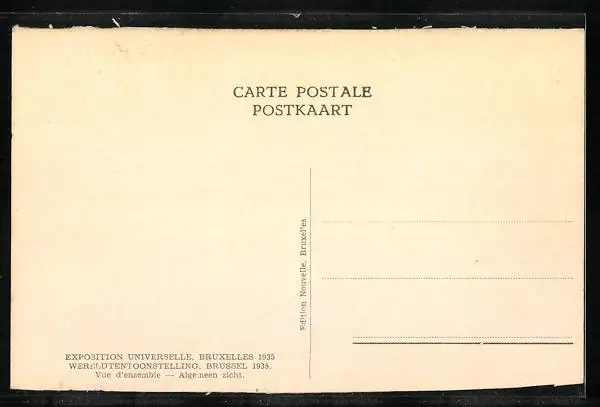 CARTE POSTALE
POSTKAART
Edition Nouvelle, Bruxelles
EXPOSITION UNIVERSELLE, BRUXELLES 1935
WERELDTENTOONSTELLING, BRUSSEL 1935.
Vue d'ensemble — Algemeen zicht.